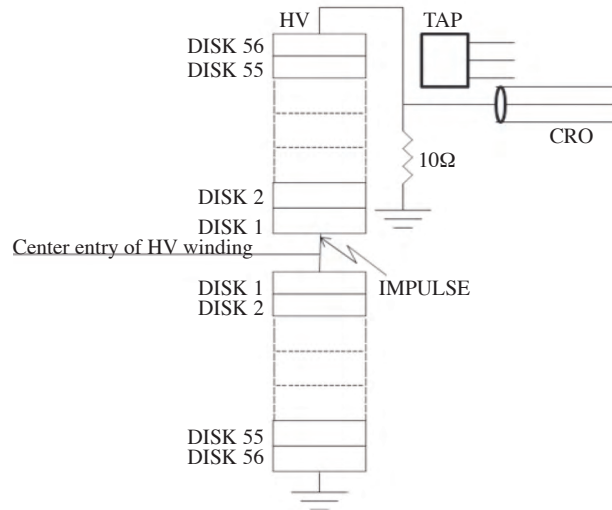 HV
TAP
DISK 56
DISK 55
CRO
10Ω
DISK 2
DISK 1
Center entry of HV winding
IMPULSE
DISK 1
DISK 2
DISK 55
DISK 56